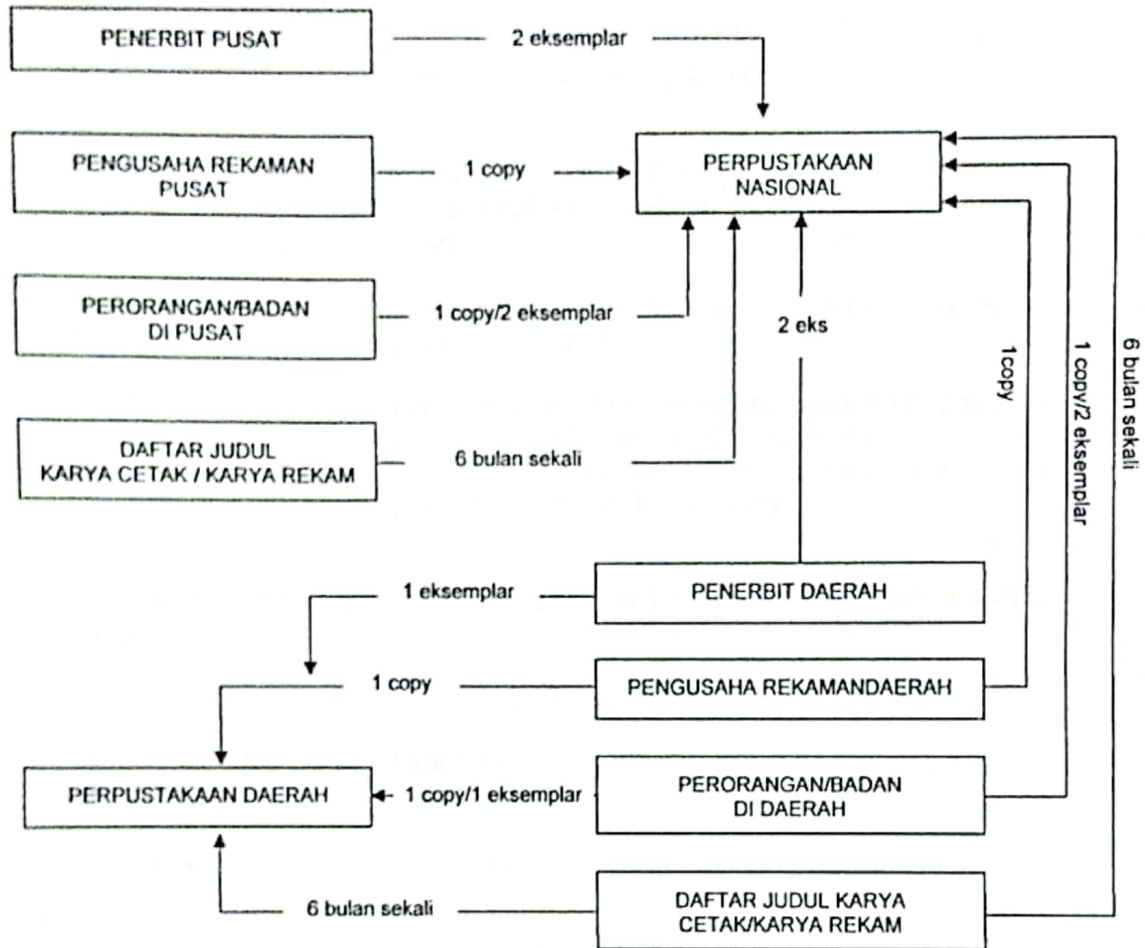 PENERBIT PUSAT
2 eksemplar
PENGUSAHA REKAMAN
PUSAT
1 copy
PERPUSTAKAAN
NASIONAL
PERORANGAN/BADAN
DI PUSAT
1 copy/2 eksemplar
2 eks
1copy
1 copy/2 eksemplar
6 bulan sekali
DAFTAR JUDUL
KARYA CETAK / KARYA REKAM
6 bulan sekali
1 eksemplar
PENERBIT DAERAH
1 copy
PENGUSAHA REKAMANDAERAH
PERPUSTAKAAN DAERAH
1 copy/1 eksemplar
PERORANGAN/BADAN
DI DAERAH
6 bulan sekali
DAFTAR JUDUL KARYA
CETAK/KARYA REKAM